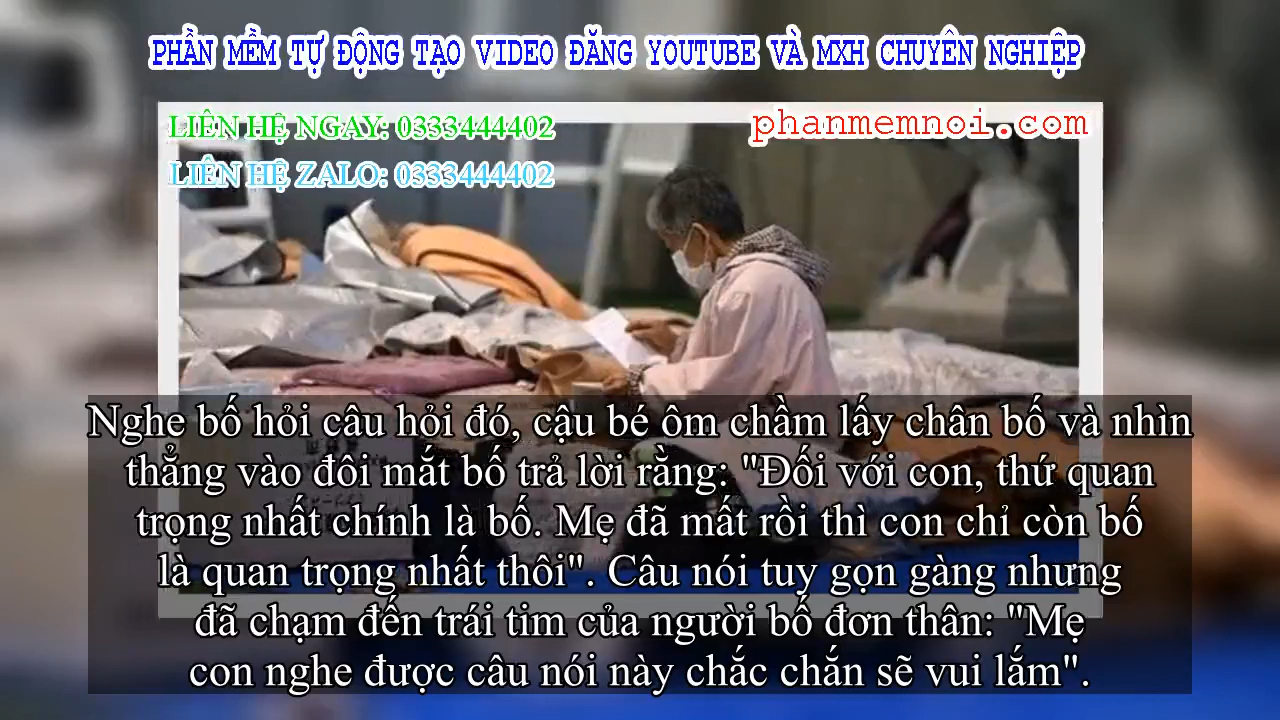 PHẦN MỀM TỰ ĐỘNG TẠO VIDEO ĐĂNG YOUTUBE VÀ MXH CHUYÊN NGHIỆP
LIÊN HỆ NGAY: 0333444402
phanmemnoi.com
LIÊN HỆ ZALO: 0333444402
Nghe bố hỏi câu hỏi đó, cậu bé ôm chầm lấy chân bố và nhìn
thẳng vào đôi mắt bố trả lời rằng: "Đối với con, thứ quan
trọng nhất chính là bố. Mẹ đã mất rồi thì con chỉ còn bố
là quan trọng nhất thôi". Câu nói tuy gọn gàng nhưng
đã chạm đến trái tim của người bố đơn thân: "Mẹ
con nghe được câu nói này chắc chắn sẽ vui lắm".